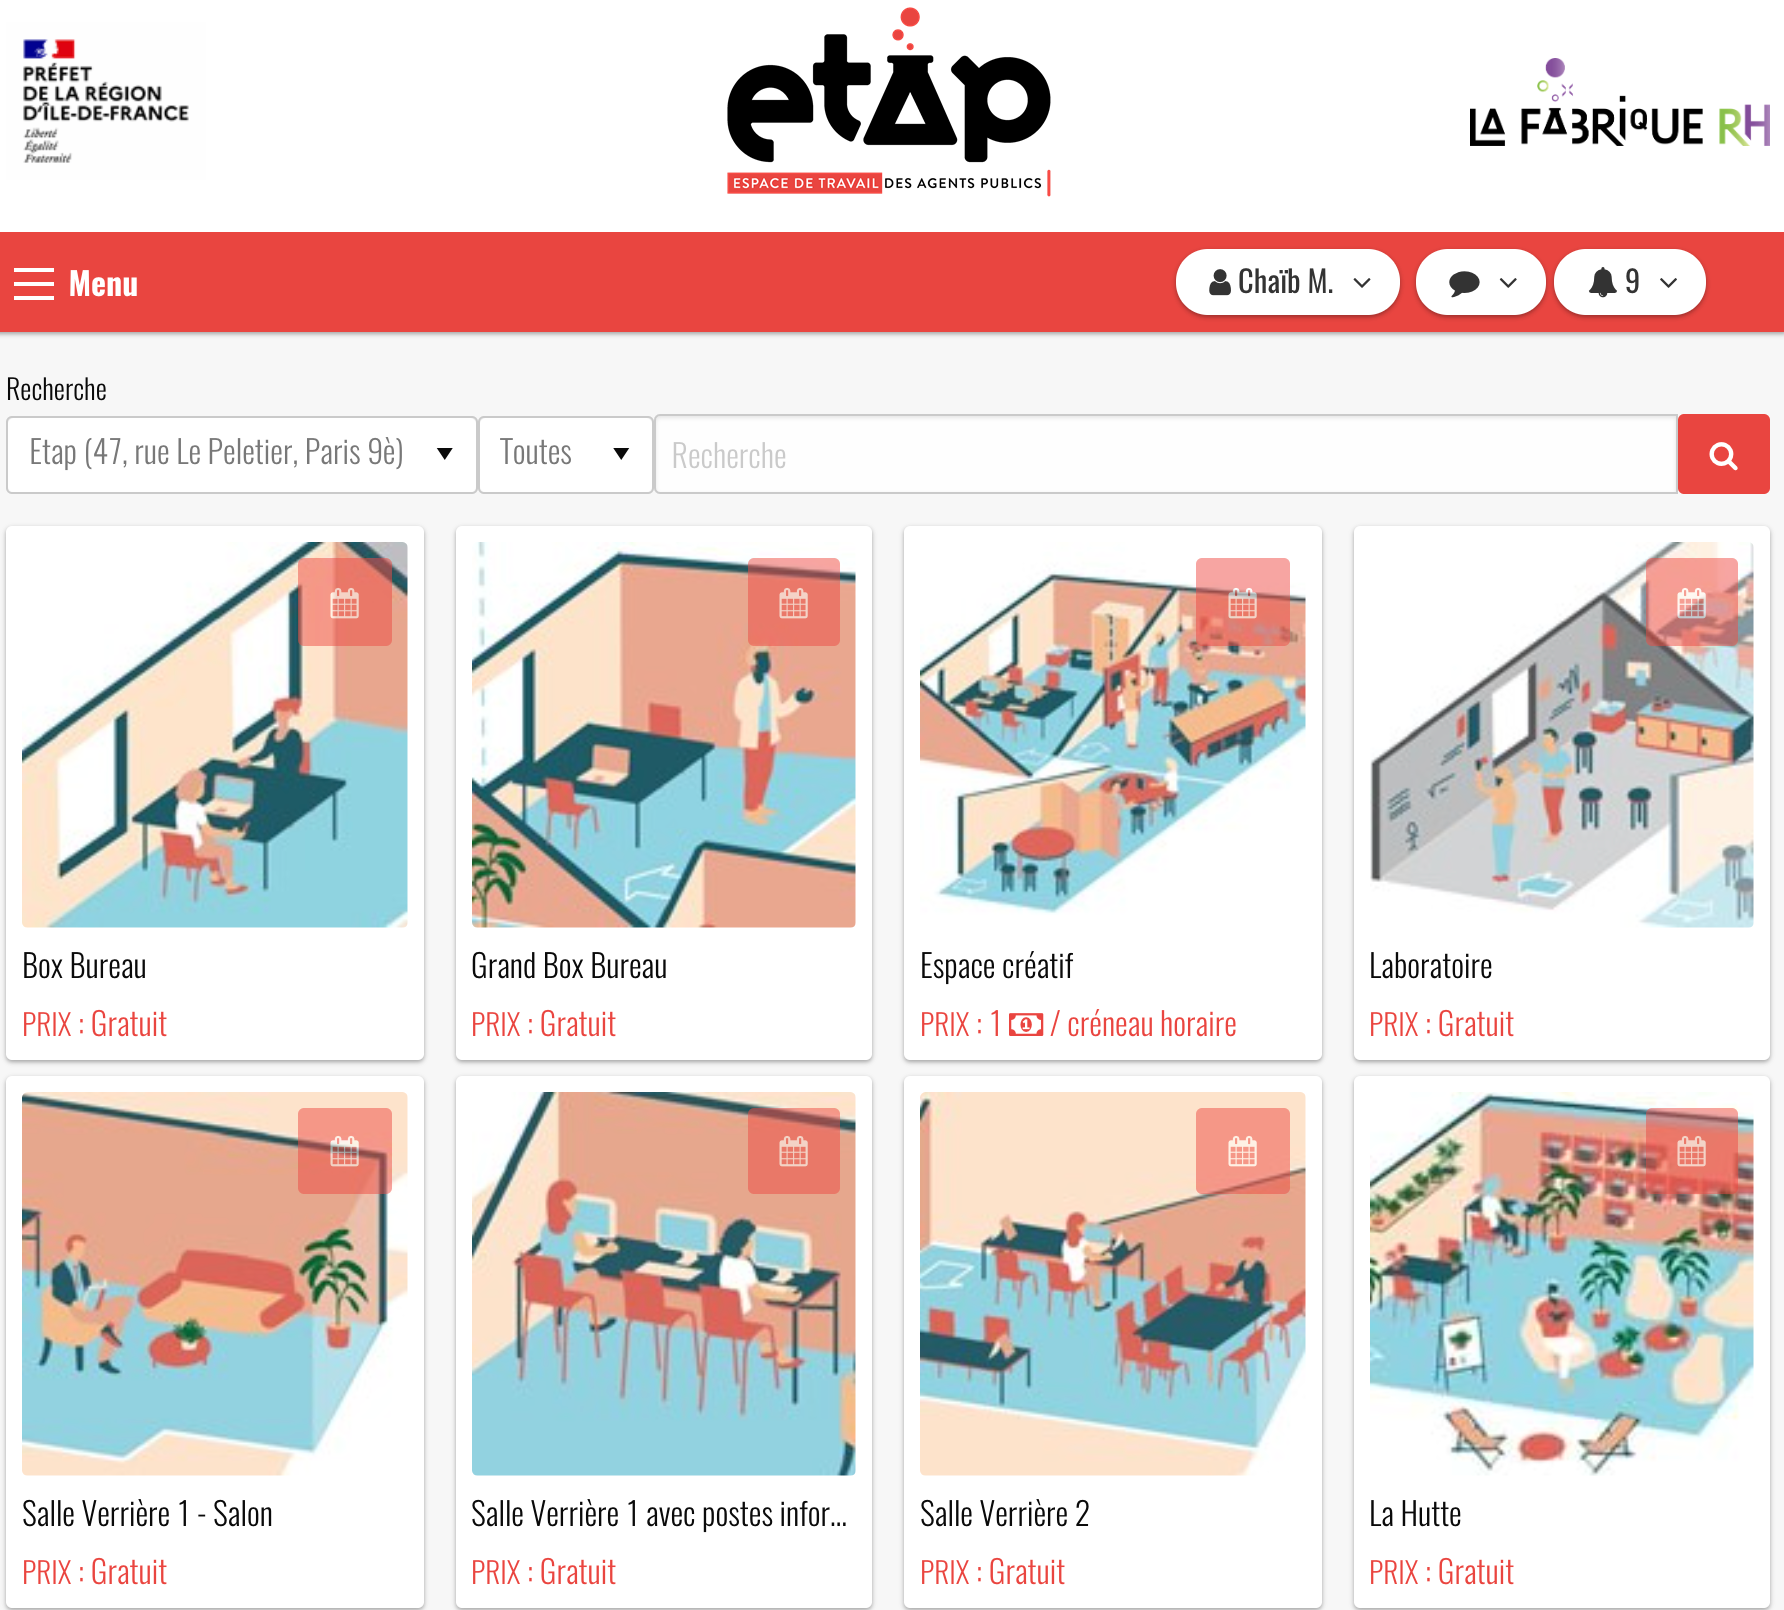 PRÉFET
DE LA RÉGION
D'ÎLE-DE-FRANCE
Liberté
Égalité
Fraternité
etap
ESPACE DE TRAVAIL DES AGENTS PUBLICS
LA FABRIQUE RH
Menu
Chaïb M.
9
Recherche
Etap (47, rue Le Peletier, Paris 9è)
Toutes
Recherche
Box Bureau
PRIX : Gratuit
Grand Box Bureau
PRIX : Gratuit
Espace créatif
PRIX : 1 / créneau horaire
Laboratoire
PRIX : Gratuit
Salle Verrière 1 - Salon
PRIX : Gratuit
Salle Verrière 1 avec postes infor...
PRIX : Gratuit
Salle Verrière 2
PRIX : Gratuit
La Hutte
PRIX : Gratuit